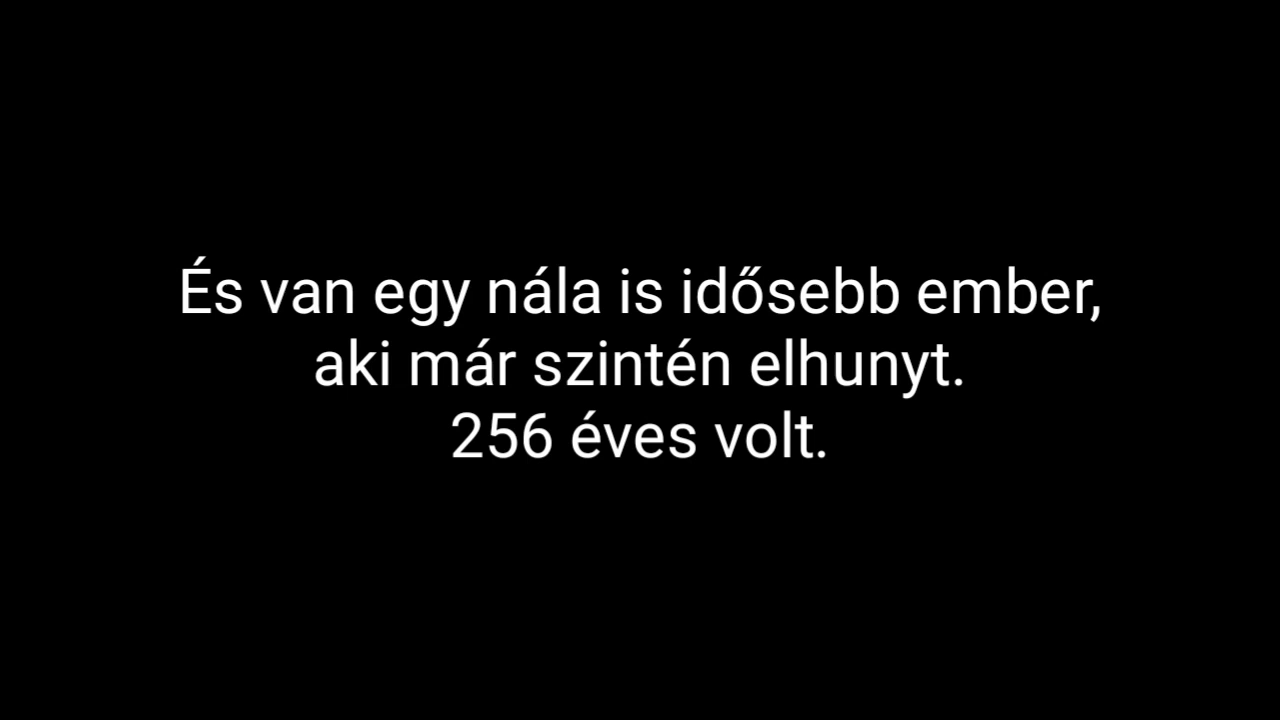 És van egy nála is idősebb ember,
aki már szintén elhunyt.
256 éves volt.